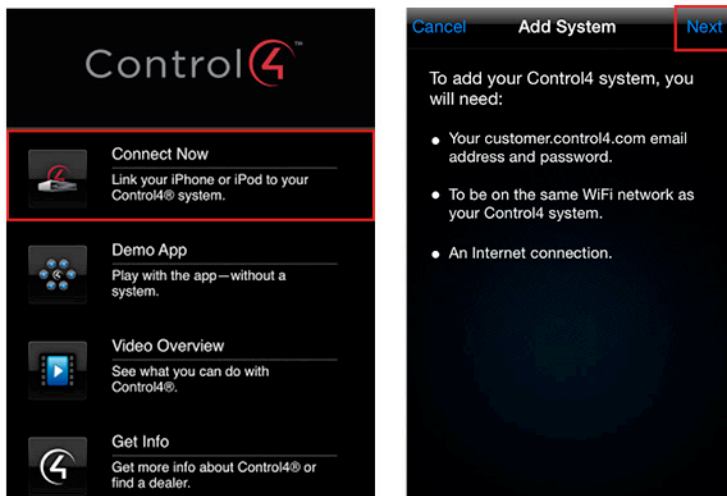 Control4™
Connect Now
Link your iPhone or iPod to your
Control4® system.
Demo App
Play with the app—without a
system.
Video Overview
See what you can do with
Control4®.
Get Info
Get more info about Control4® or
find a dealer.
Cancel Add System Next
To add your Control4 system, you
will need:
• Your customer.control4.com email
address and password.
• To be on the same WiFi network as
your Control4 system.
• An Internet connection.